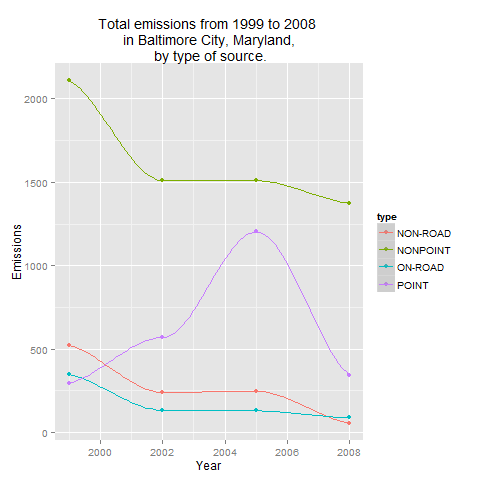 Total emissions from 1999 to 2008
in Baltimore City, Maryland,
by type of source.
2000
1500
1000
500
0
Emissions
2000 2002 2004 2006 2008
Year
type
NON-ROAD
NONPOINT
ON-ROAD
POINT